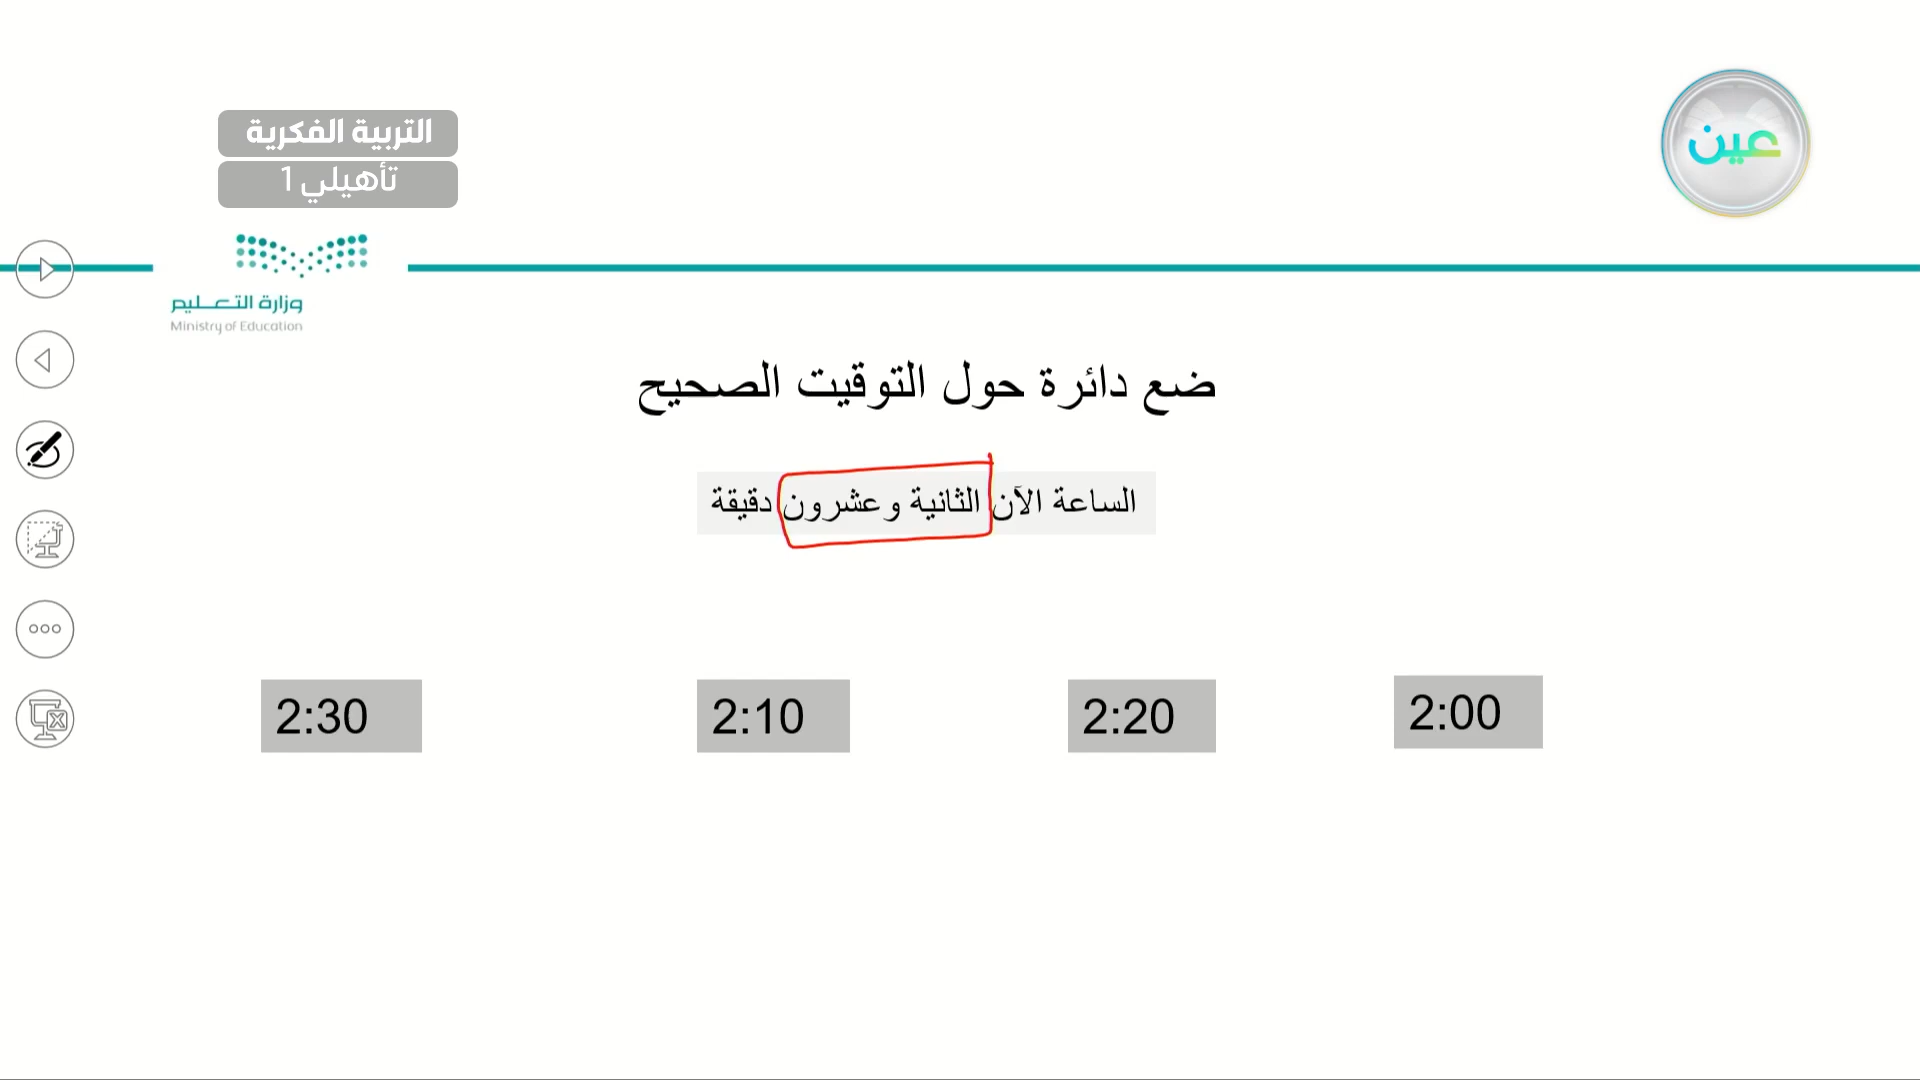 التربية الفكرية
تأهيلي 1
عين
وزارة التعليم
Ministry of Education
ضع دائرة حول التوقيت الصحيح
الساعة الآن الثانية وعشرون دقيقة
2:00
2:20
2:10
2:30